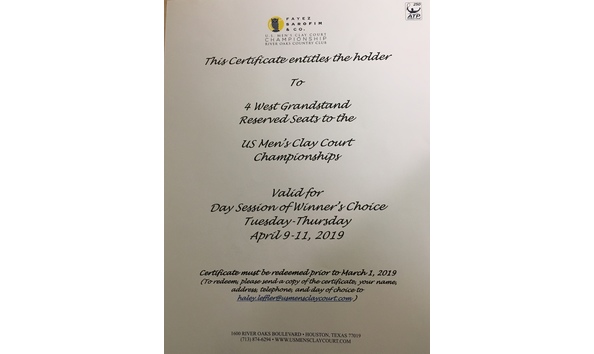 FAYEZ
SAROFIM
& CO.
U.S. MEN'S CLAY COURT
CHAMPIONSHIP
RIVER OAKS COUNTRY CLUB
250
ATP
This Certificate entitles the holder
To
4 West Grandstand
Reserved Seats to the
US Men's Clay Court
Championships
Valid for
Day Session of Winner's Choice
Tuesday-Thursday
April 9-11, 2019
Certificate must be redeemed prior to March 1, 2019
(To redeem, please send a copy of the certificate, your name,
address, telephone, and day of choice to
haley.leffler@usmensclaycourt.com)
1600 RIVER OAKS BOULEVARD • HOUSTON, TEXAS 77019
(713) 874-6294 • WWW.USMENSCLAYCOURT.COM